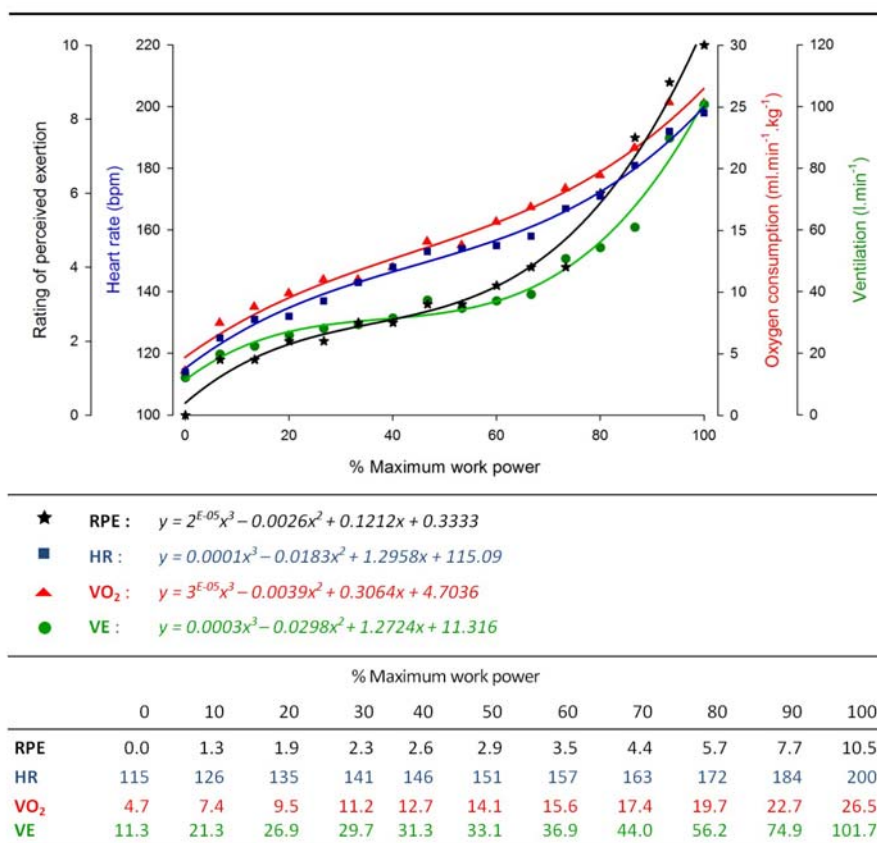 10 220 30 120
200 25 100
8
180 20 80
6
160 15 60
4
140 10 40
2
120 5 20
0 100 0 0
Rating of perceived exertion
Heart rate (bpm)
Oxygen consumption (ml.min⁻¹.kg⁻¹)
Ventilation (l.min⁻¹)
0 20 40 60 80 100
% Maximum work power
RPE : y = 2^E-05 x³ – 0.0026x² + 0.1212x + 0.3333
HR : y = 0.0001x³ – 0.0183x² + 1.2958x + 115.09
VO₂ : y = 3^E-05 x³ – 0.0039x² + 0.3064x + 4.7036
VE : y = 0.0003x³ – 0.0298x² + 1.2724x + 11.316
% Maximum work power
0 10 20 30 40 50 60 70 80 90 100
RPE 0.0 1.3 1.9 2.3 2.6 2.9 3.5 4.4 5.7 7.7 10.5
HR 115 126 135 141 146 151 157 163 172 184 200
VO₂ 4.7 7.4 9.5 11.2 12.7 14.1 15.6 17.4 19.7 22.7 26.5
VE 11.3 21.3 26.9 29.7 31.3 33.1 36.9 44.0 56.2 74.9 101.7